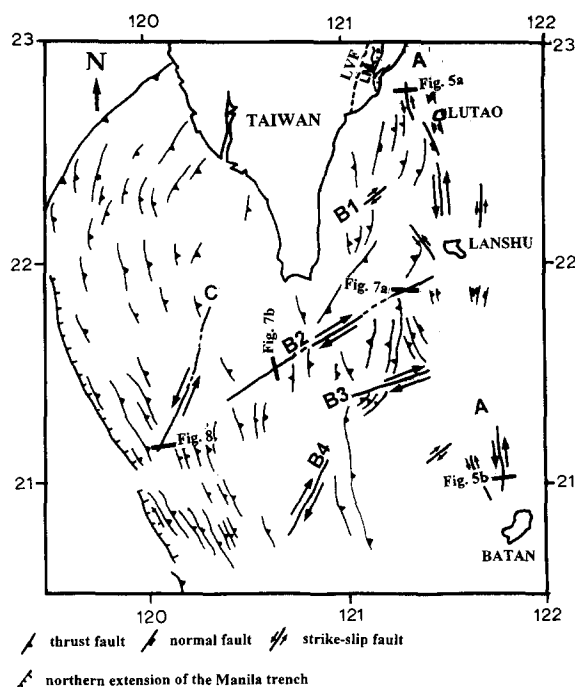 120 121 122
23 23
N
LVF
A
Fig. 5a
TAIWAN
LUTAO
B1
LANSHU
22 22
Fig. 7a
C
Fig. 7b
B2
B3
A
Fig. 8
B4
21 21
Fig. 5b
BATAN
120 121 122
thrust fault normal fault strike-slip fault
northern extension of the Manila trench